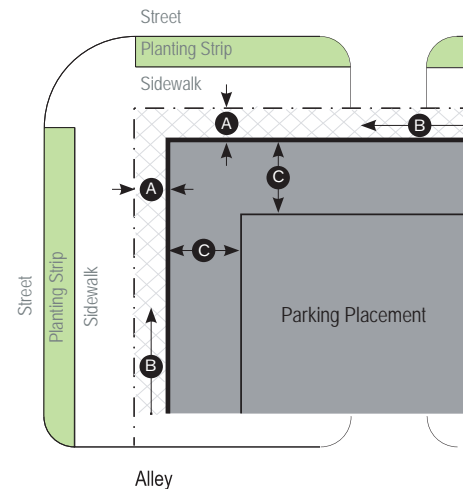 Street
Planting Strip
Sidewalk
A
B
A
C
C
Street
Planting Strip
Sidewalk
Parking Placement
B
Alley